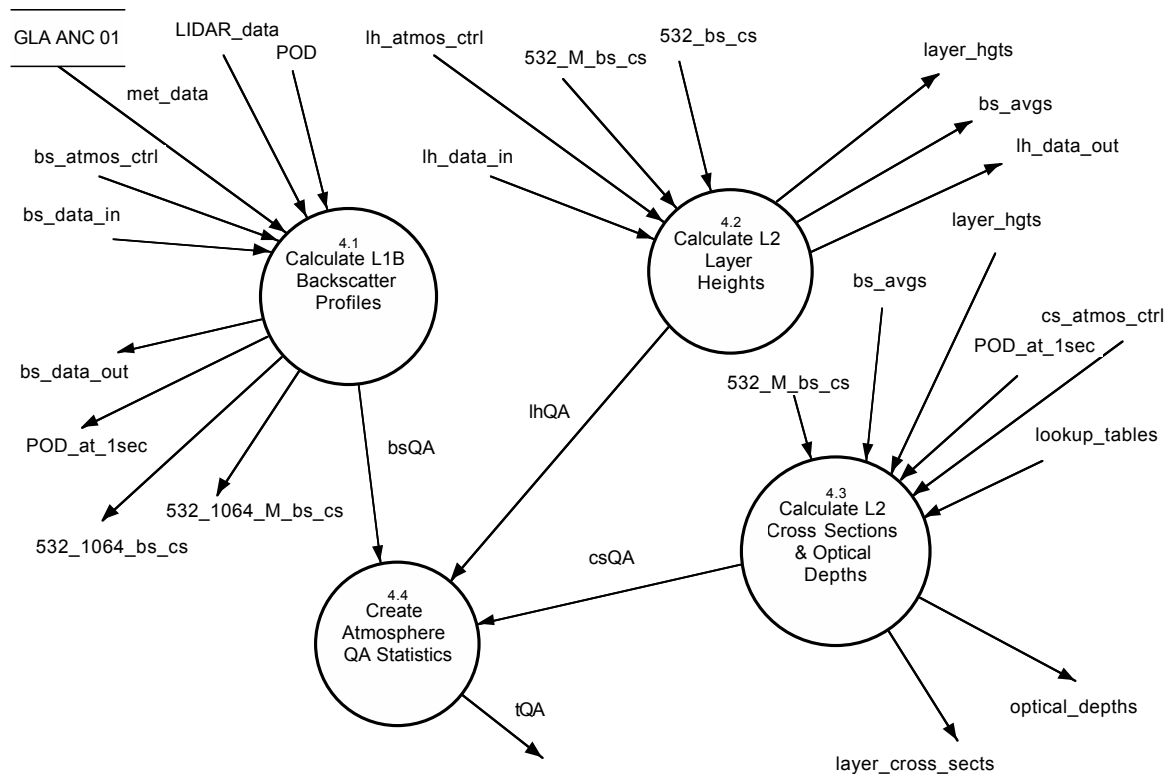 GLA ANC 01
LIDAR_data
POD
met_data
bs_atmos_ctrl
bs_data_in
4.1
Calculate L1B
Backscatter
Profiles
bs_data_out
POD_at_1sec
532_1064_bs_cs
532_1064_M_bs_cs
bsQA
lh_atmos_ctrl
532_M_bs_cs
532_bs_cs
lh_data_in
4.2
Calculate L2
Layer
Heights
layer_hgts
bs_avgs
lh_data_out
lhQA
layer_hgts
bs_avgs
cs_atmos_ctrl
POD_at_1sec
532_M_bs_cs
lookup_tables
4.3
Calculate L2
Cross Sections
& Optical
Depths
csQA
4.4
Create
Atmosphere
QA Statistics
tQA
optical_depths
layer_cross_sects